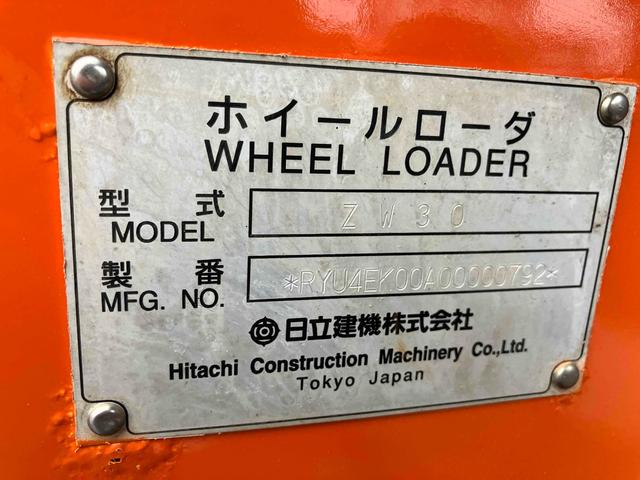 ホイールローダ
WHEEL LOADER
型式 ZW30
MODEL
製番 *RYU4EK00A00000792*
MFG. NO.
日立建機株式会社
Hitachi Construction Machinery Co.,Ltd.
Tokyo Japan